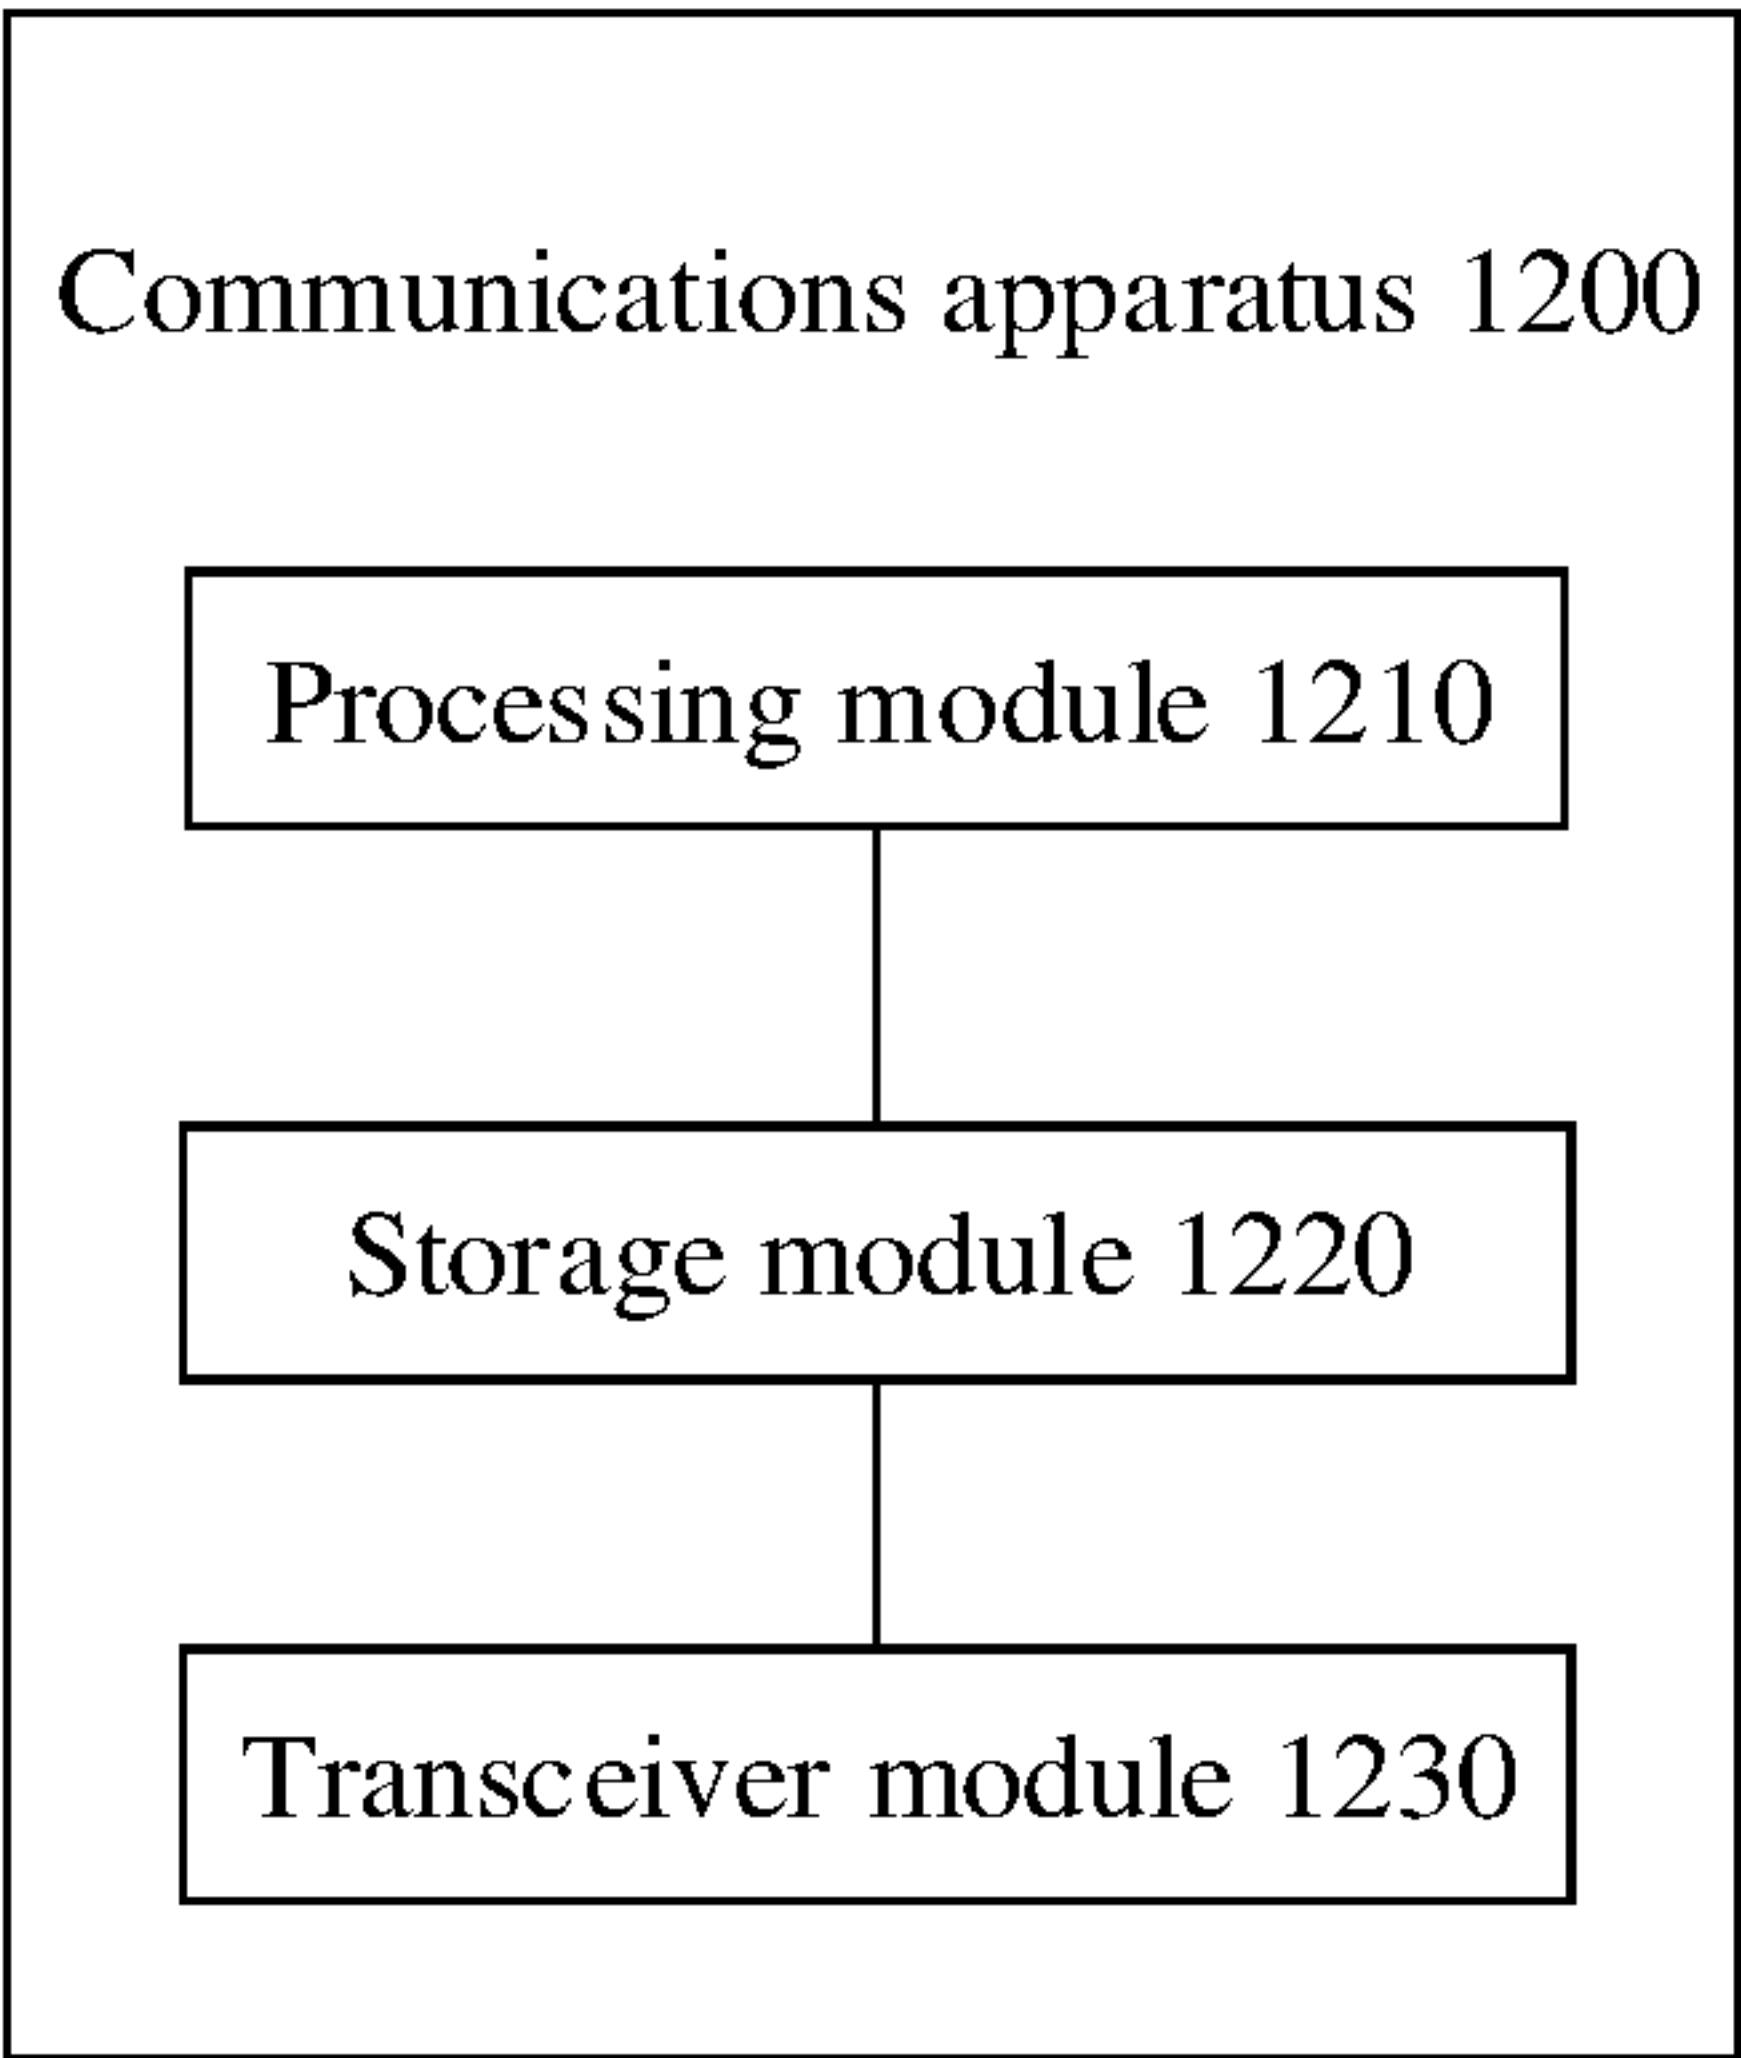 Communications apparatus 1200
Processing module 1210
Storage module 1220
Transceiver module 1230